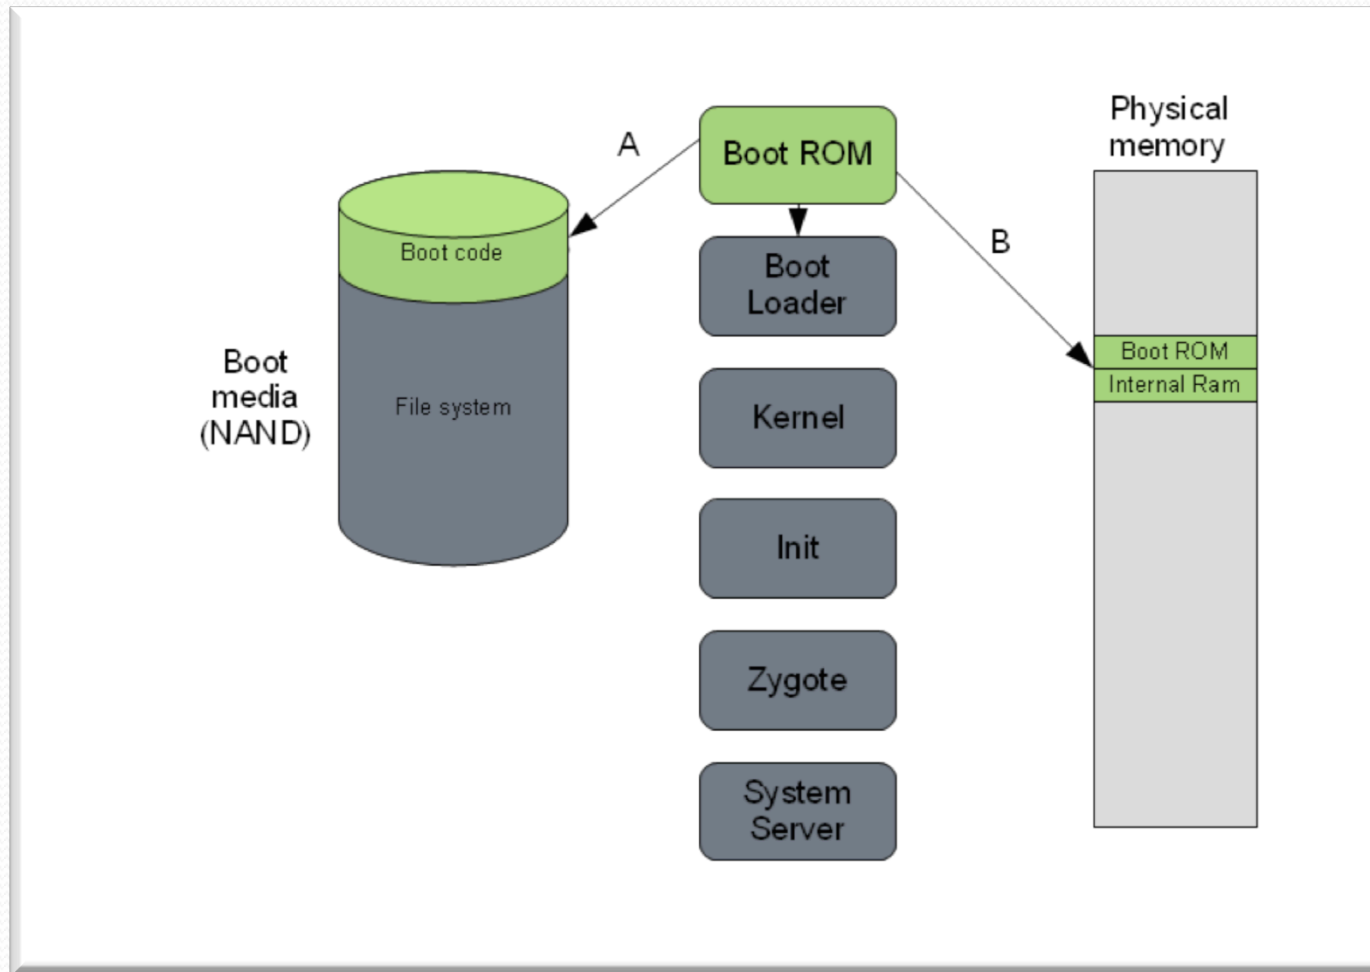 Boot code
File system
Boot
media
(NAND)
A
Boot ROM
Boot
Loader
Kernel
Init
Zygote
System
Server
B
Physical
memory
Boot ROM
Internal Ram